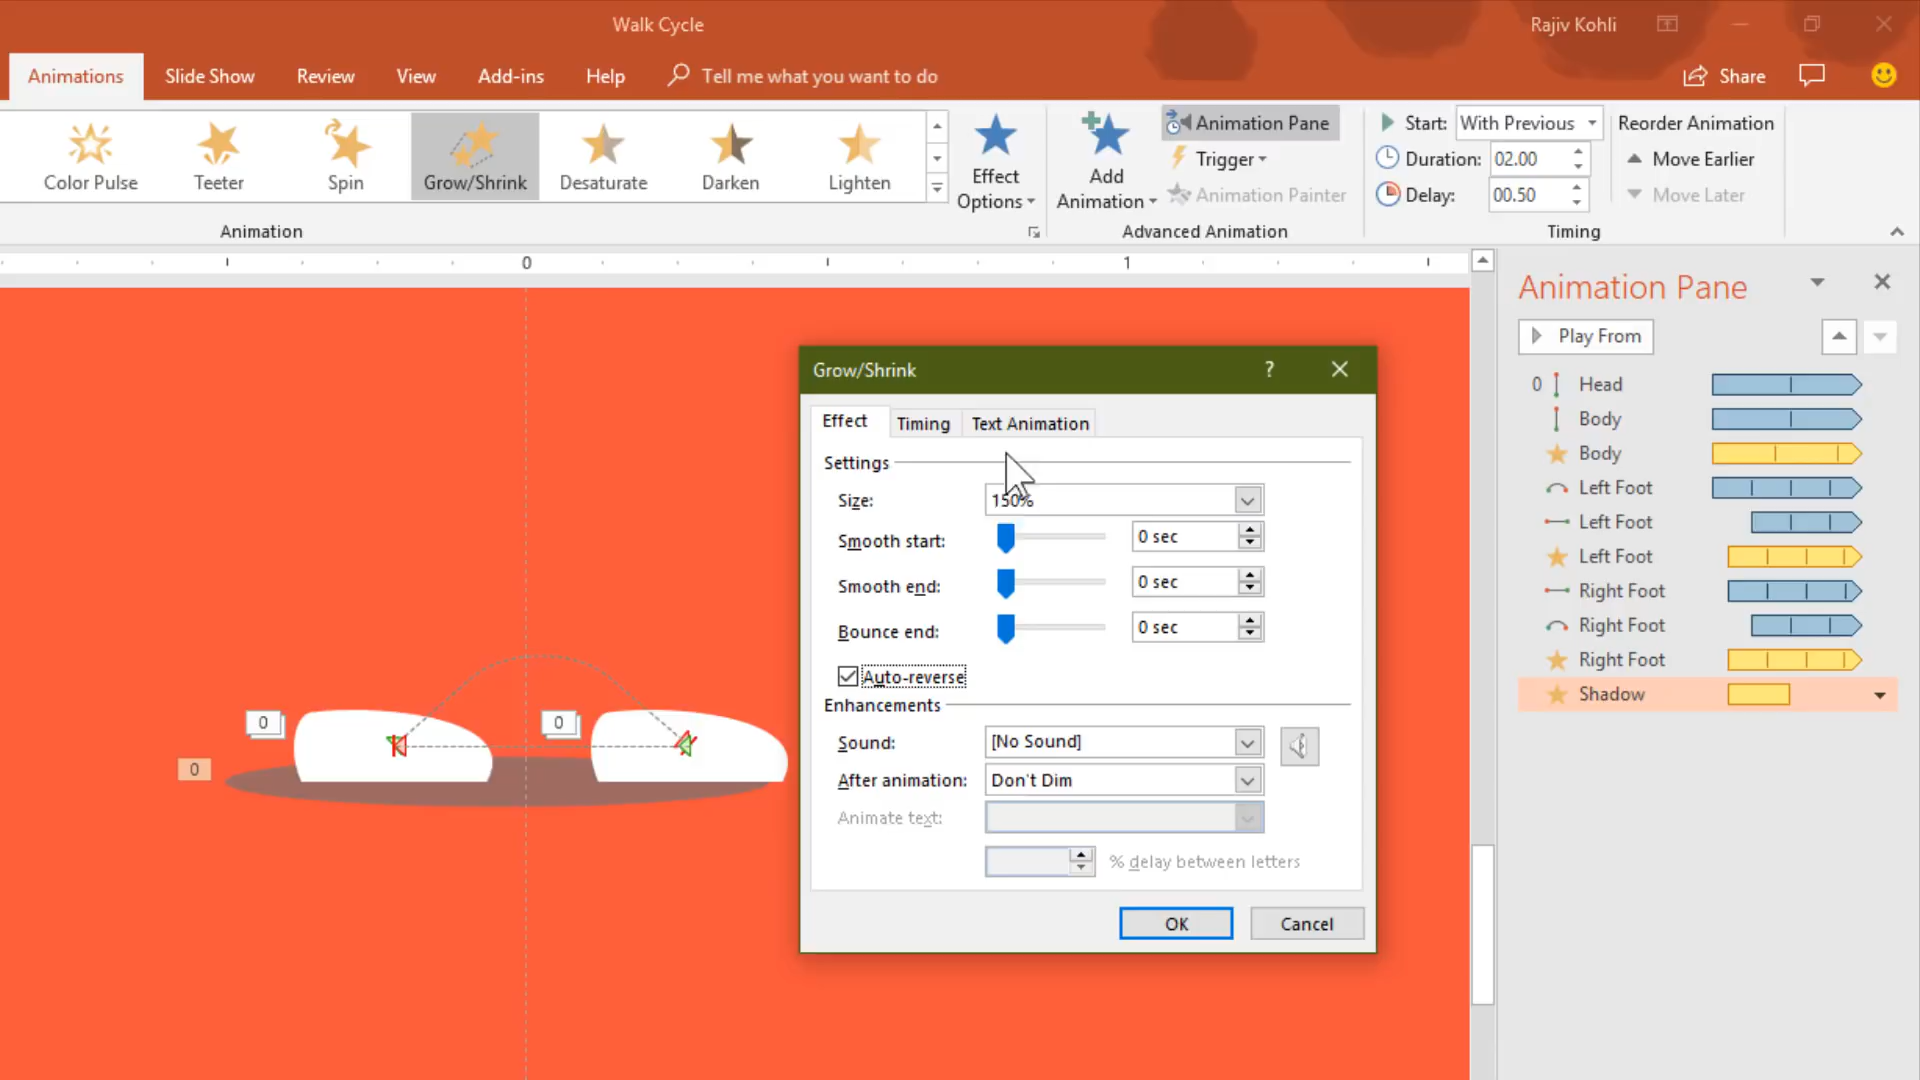 Walk Cycle
Rajiv Kohli
Animations Slide Show Review View Add-ins Help Tell me what you want to do
Share
Color Pulse Teeter Spin Grow/Shrink Desaturate Darken Lighten
Animation
Effect Options
Add Animation
Animation Pane
Trigger
Animation Painter
Advanced Animation
Start: With Previous
Duration: 02.00
Delay: 00.50
Reorder Animation
Move Earlier
Move Later
Timing
0 1
Animation Pane
Play From
0 Head
Body
Body
Left Foot
Left Foot
Left Foot
Right Foot
Right Foot
Right Foot
Shadow
0 0
0
Grow/Shrink ?
Effect Timing Text Animation
Settings
Size: 150%
Smooth start: 0 sec
Smooth end: 0 sec
Bounce end: 0 sec
Auto-reverse
Enhancements
Sound: [No Sound]
After animation: Don't Dim
Animate text:
% delay between letters
OK Cancel